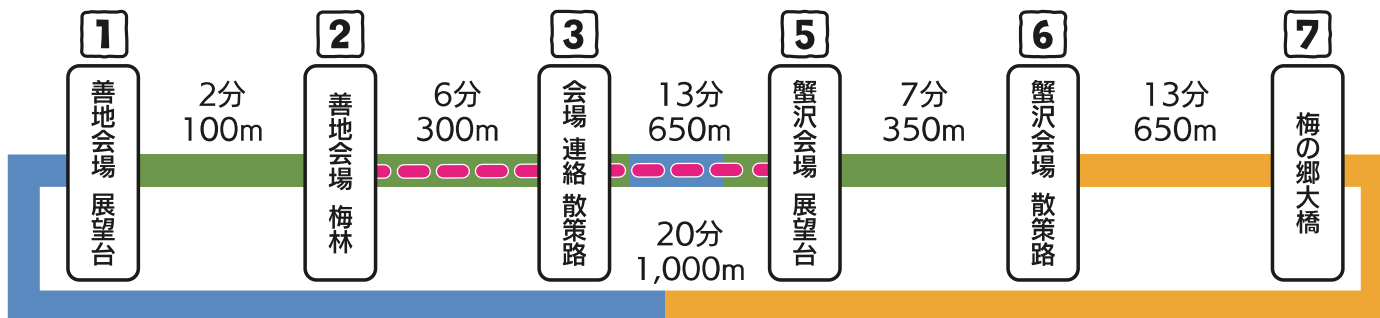 1
善地会場 展望台
2分
100m
2
善地会場 梅林
6分
300m
3
会場 連絡 散策路
13分
650m
5
蟹沢会場 展望台
7分
350m
6
蟹沢会場 散策路
13分
650m
7
梅の郷大橋
20分
1,000m